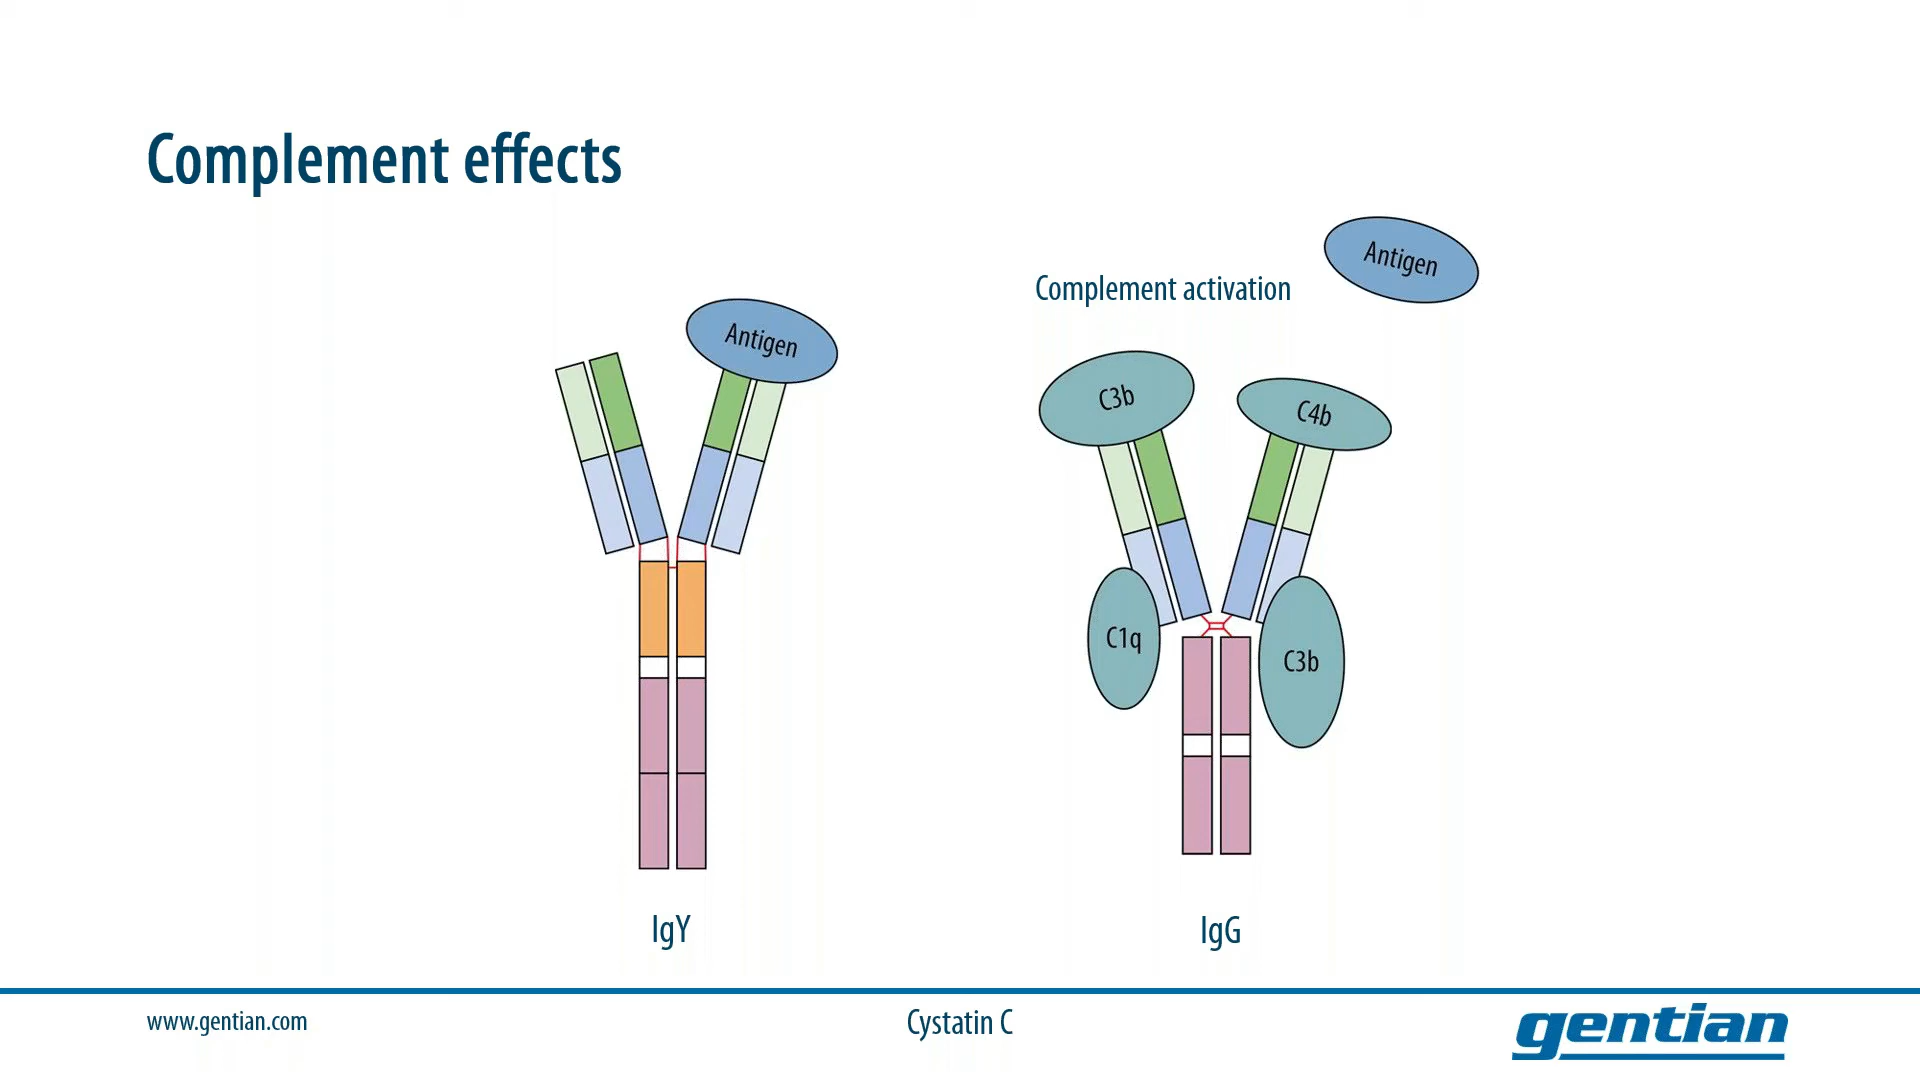 Complement effects
Antigen
Complement activation
Antigen
C3b
C4b
C1q
C3b
IgY
IgG
www.gentian.com
Cystatin C
gentian